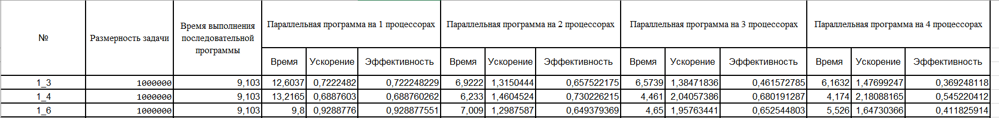 № Размерность задачи Время выполнения последовательной программы Параллельная программа на 1 процессорах Параллельная программа на 2 процессорах Параллельная программа на 3 процессорах Параллельная программа на 4 процессорах
Время Ускорение Эффективность Время Ускорение Эффективность Время Ускорение Эффективность Время Ускорение Эффективность
1_3 1000000 9,103 12,6037 0,7222482 0,722248229 6,9222 1,3150444 0,657522175 6,5739 1,38471836 0,461572785 6,1632 1,47699247 0,369248118
1_4 1000000 9,103 13,2165 0,6887603 0,688760262 6,233 1,4604524 0,730226215 4,461 2,04057386 0,680191287 4,174 2,18088165 0,545220412
1_6 1000000 9,103 9,8 0,9288776 0,928877551 7,009 1,2987587 0,649379369 4,65 1,95763441 0,652544803 5,526 1,64730366 0,411825914